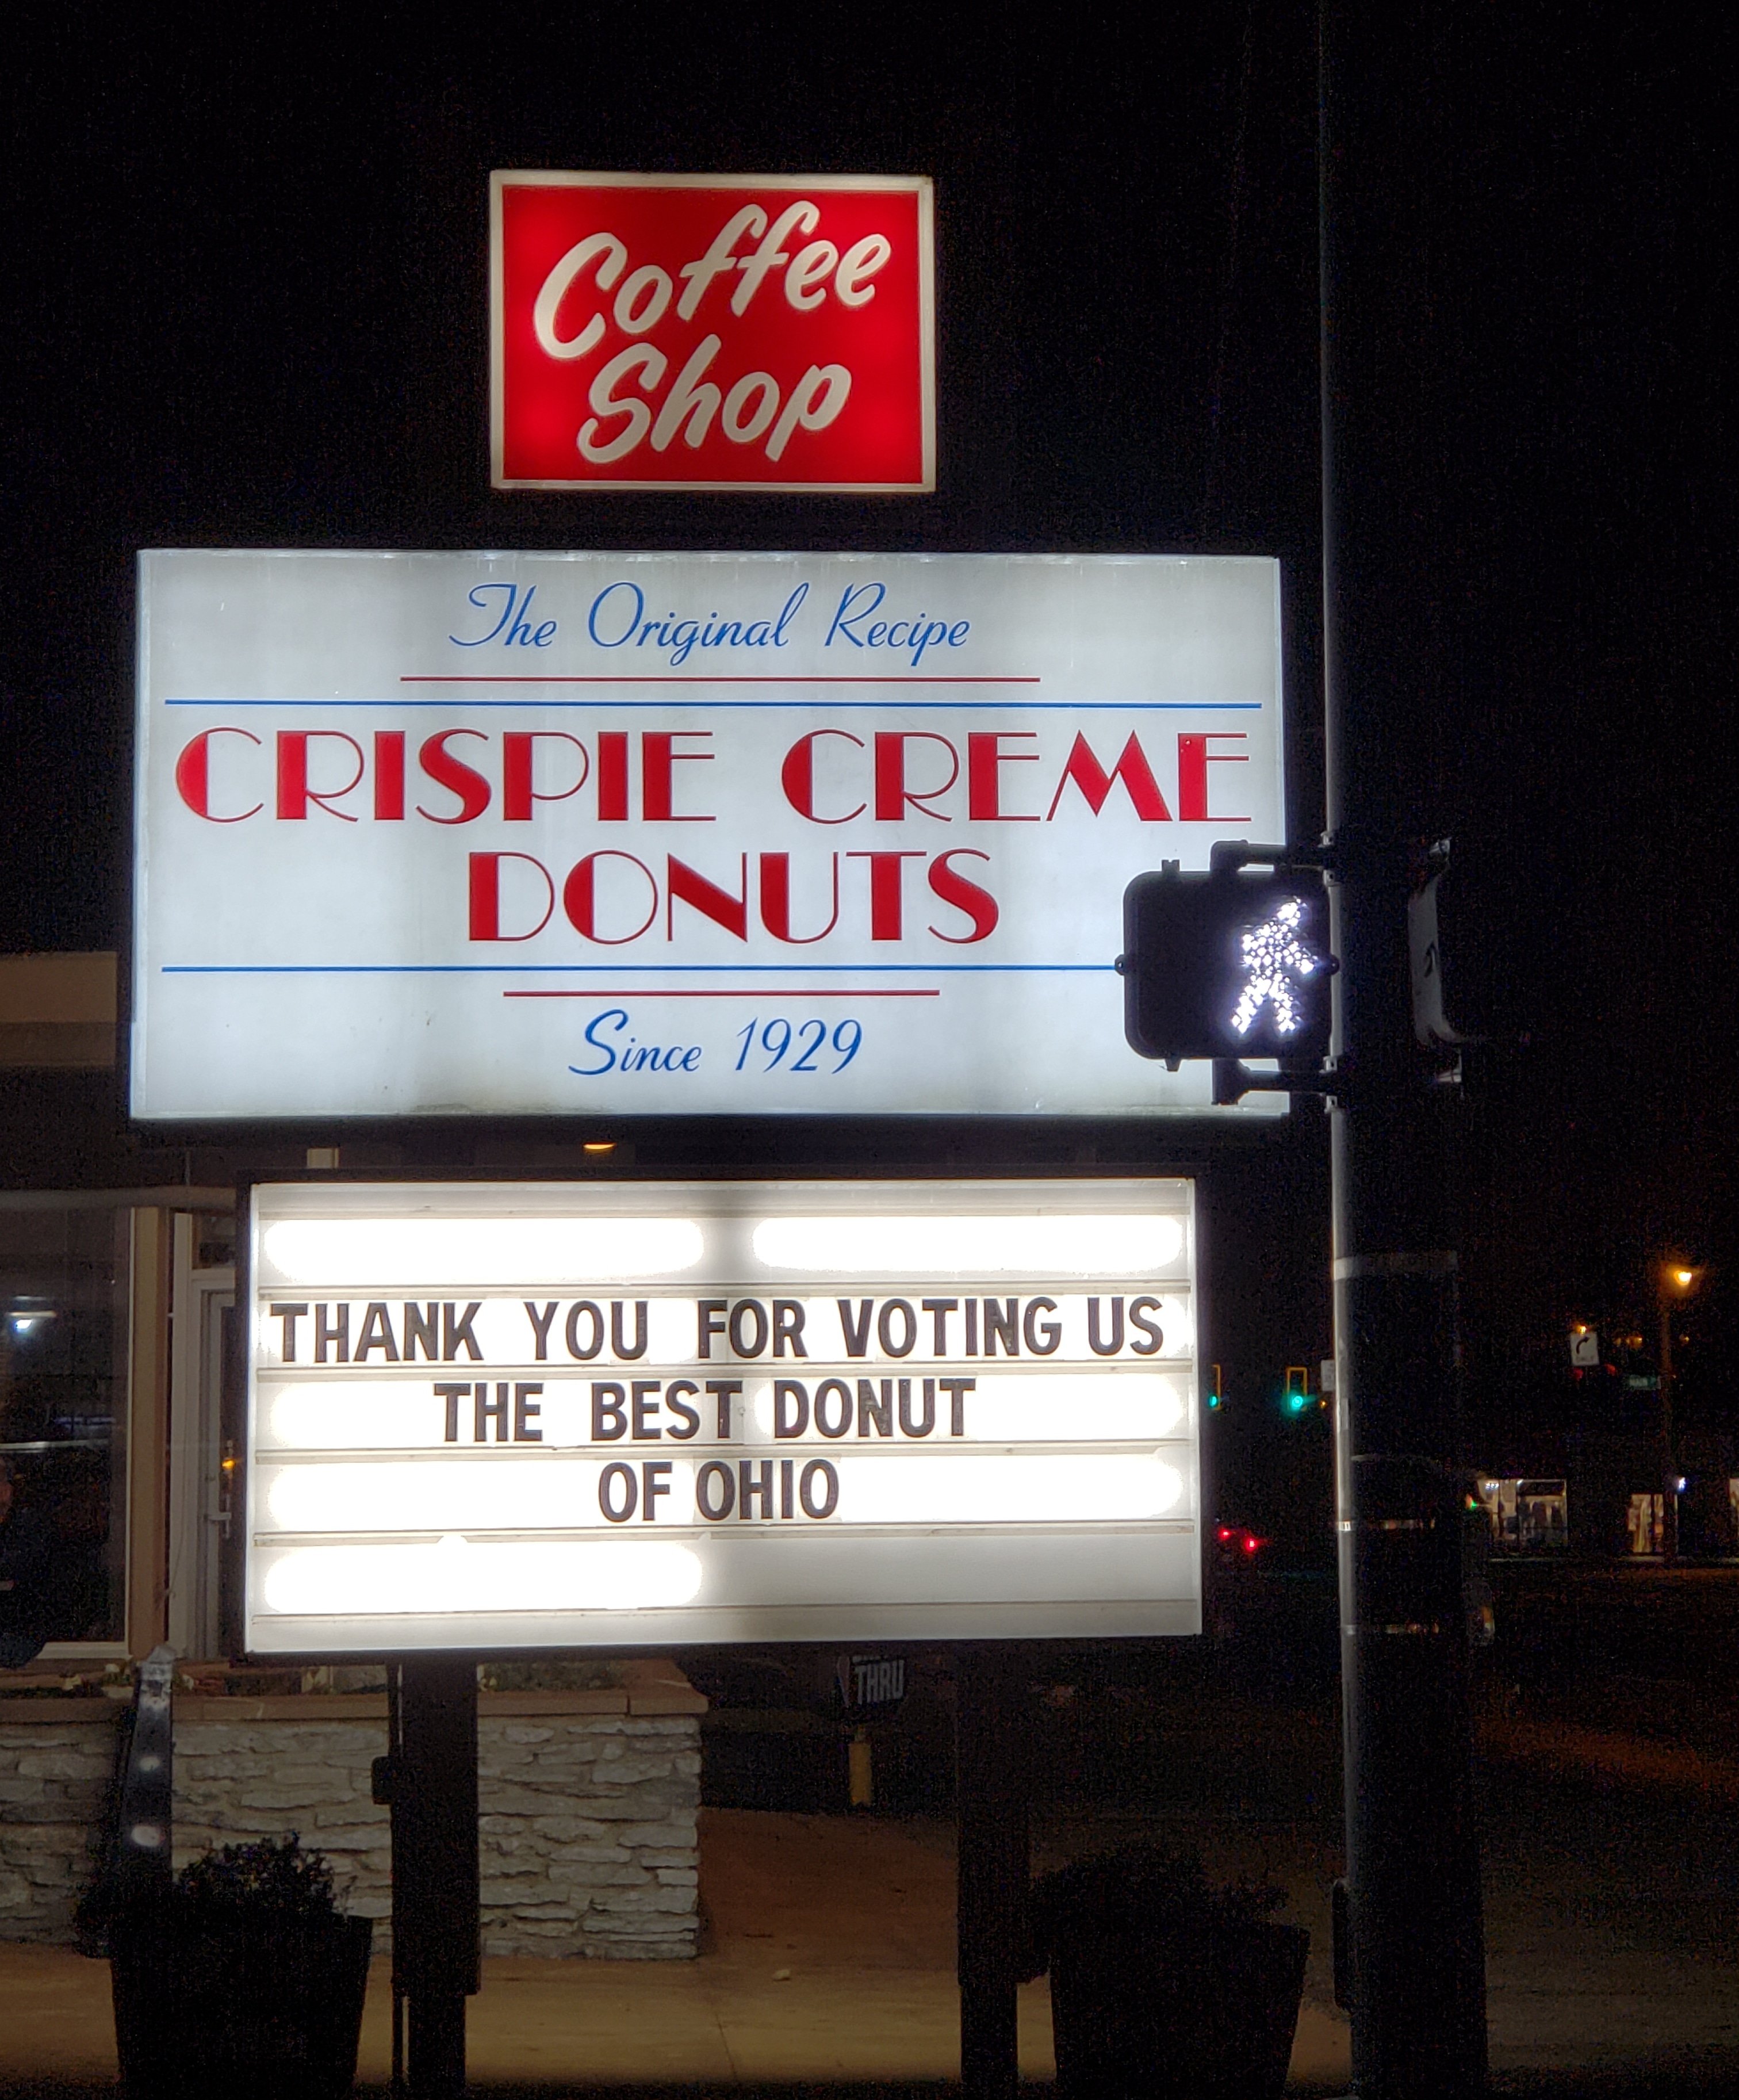 Coffee
Shop
The Original Recipe
CRISPIE CREME
DONUTS
Since 1929
THANK YOU FOR VOTING US
THE BEST DONUT
OF OHIO
THRU